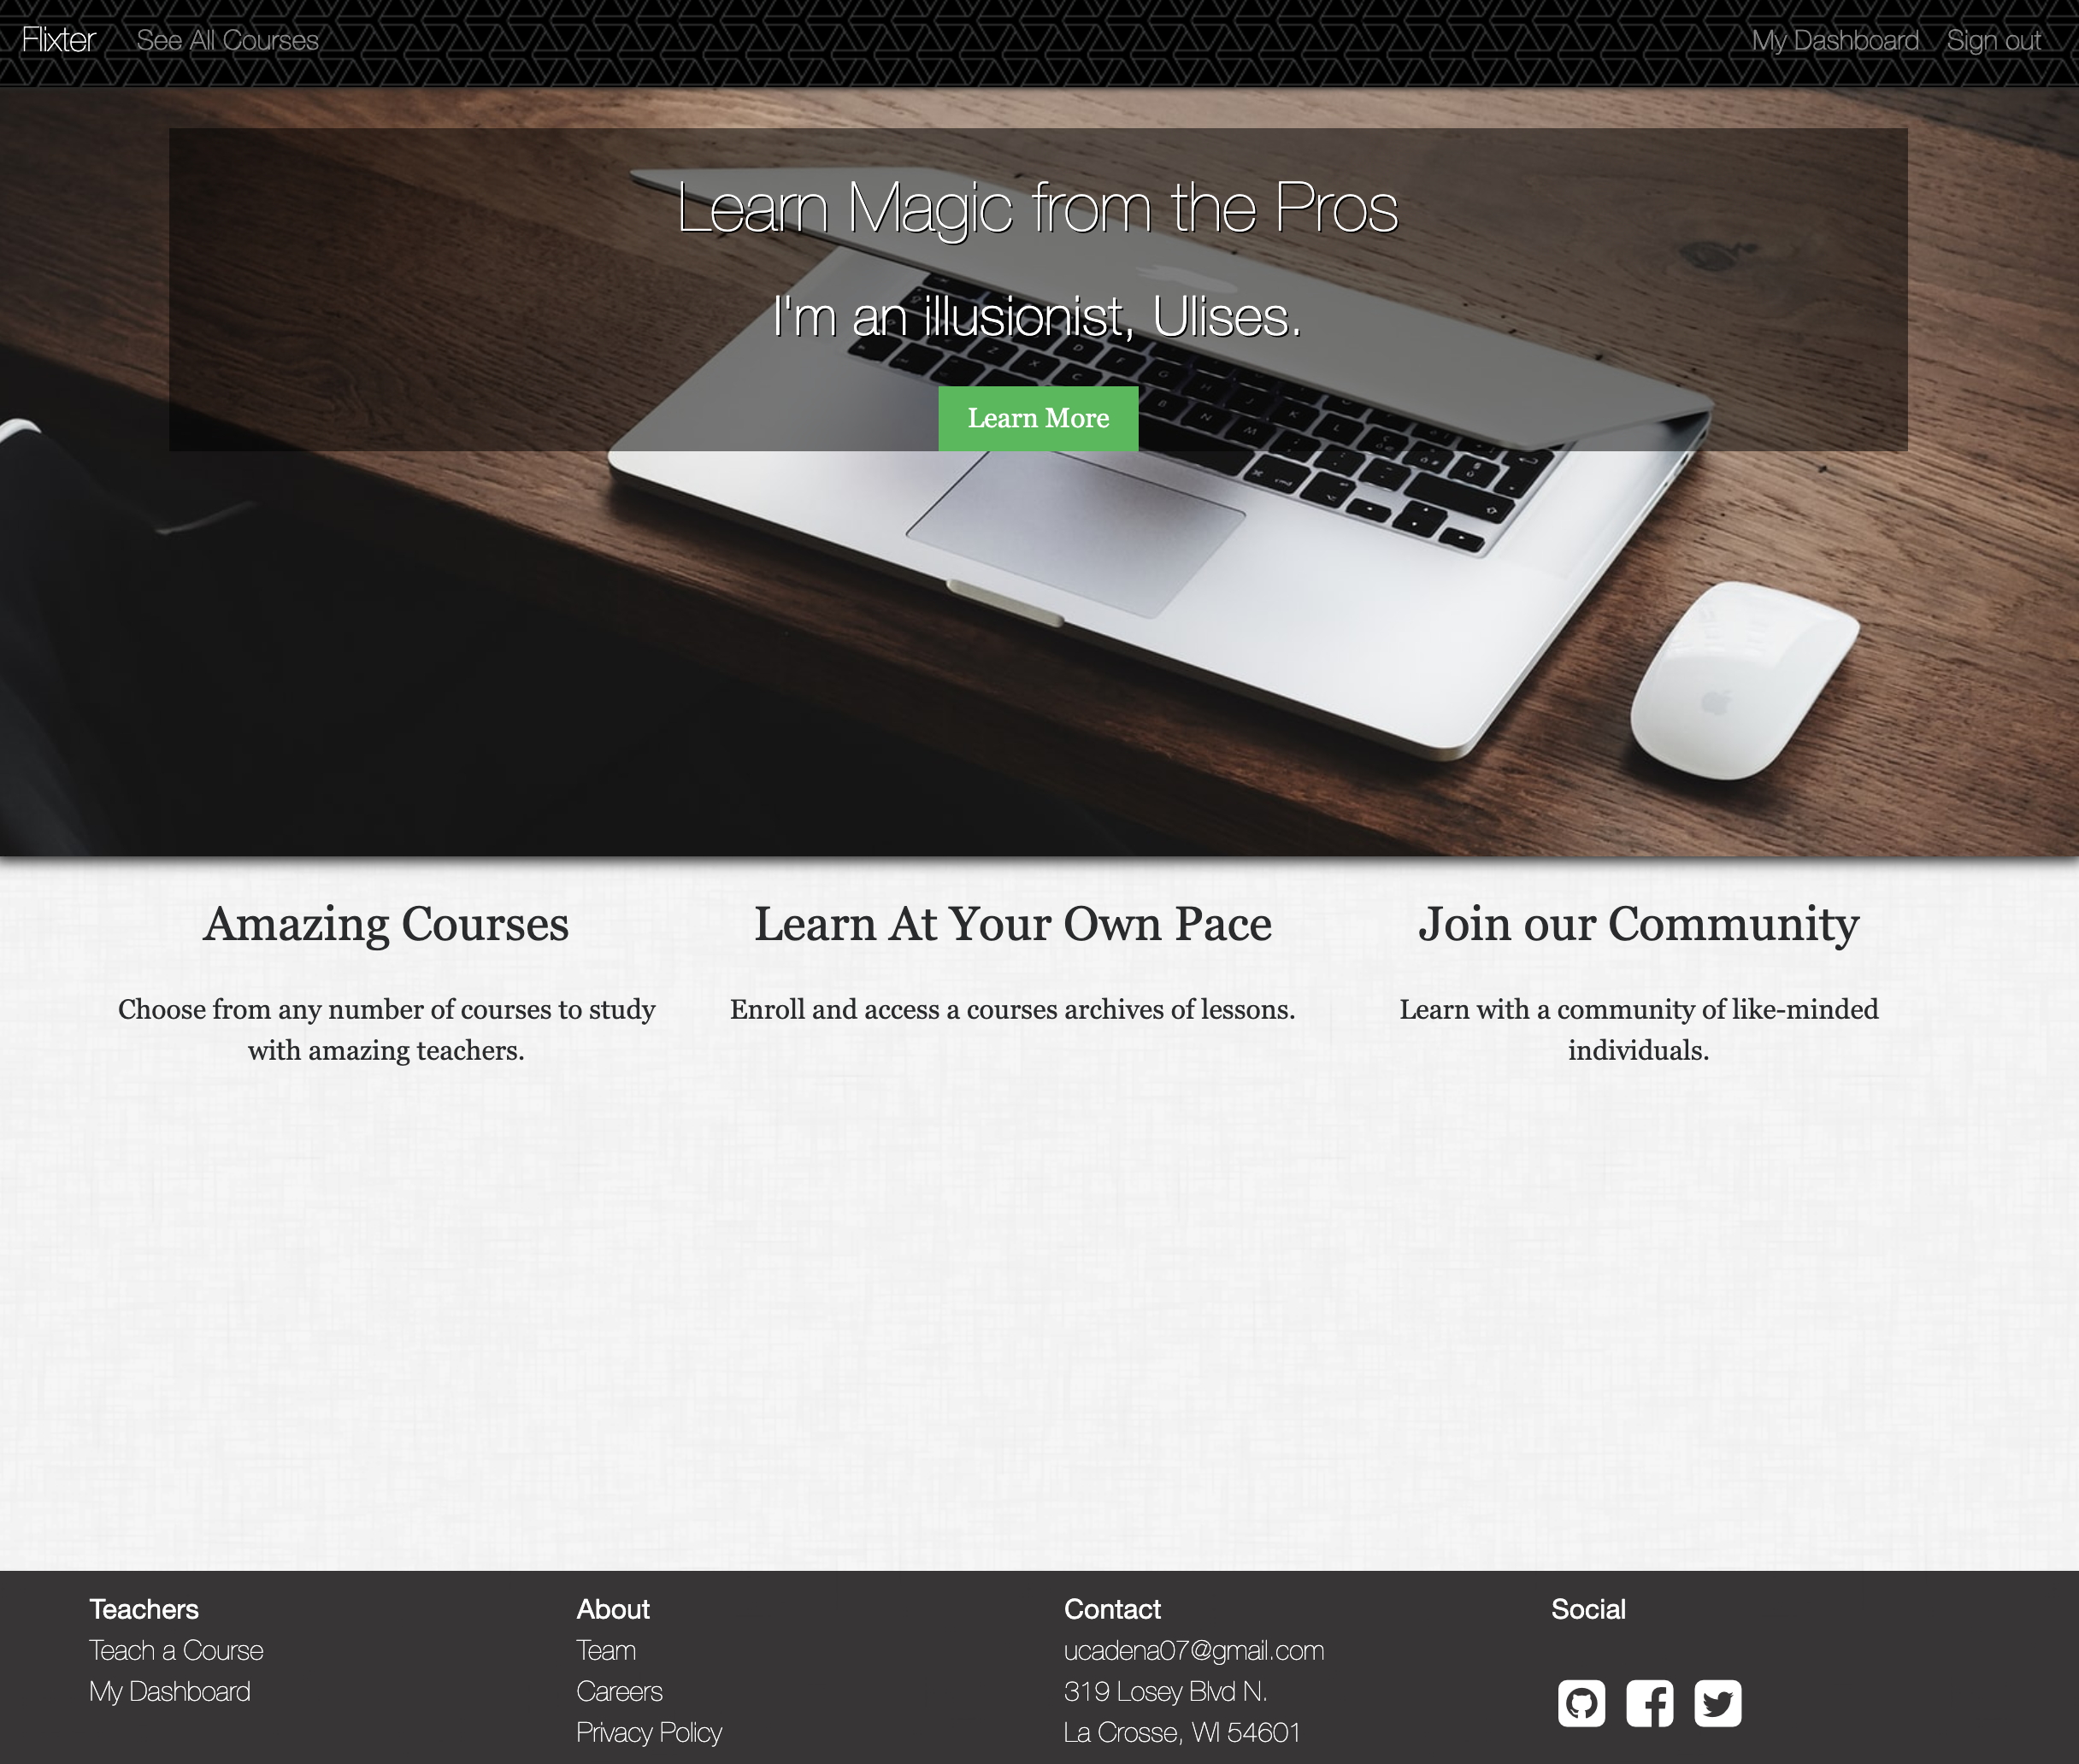 Flixter See All Courses My Dashboard Sign out
Learn Magic from the Pros
I'm an illusionist, Ulises.
Learn More
Amazing Courses
Choose from any number of courses to study
with amazing teachers.
Learn At Your Own Pace
Enroll and access a courses archives of lessons.
Join our Community
Learn with a community of like-minded
individuals.
Teachers
Teach a Course
My Dashboard
About
Team
Careers
Privacy Policy
Contact
ucadena07@gmail.com
319 Losey Blvd N.
La Crosse, WI 54601
Social